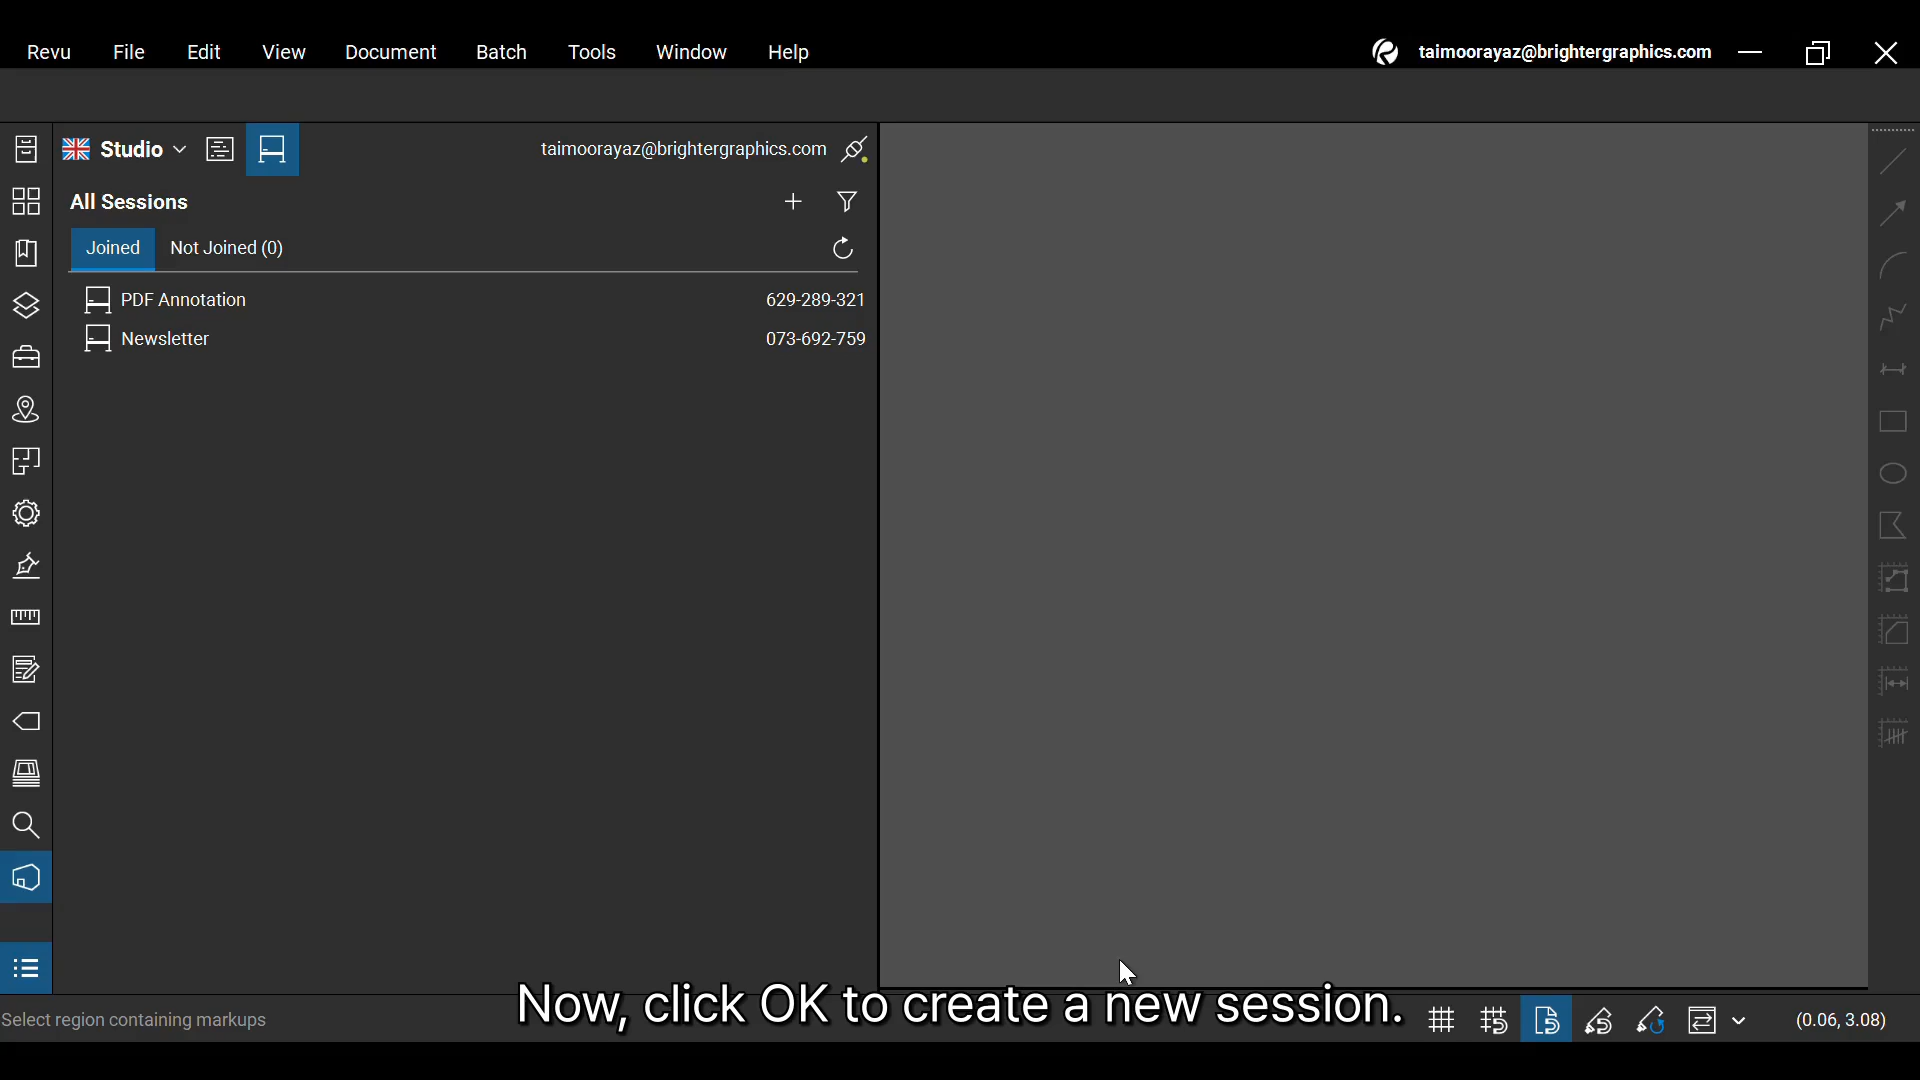 Revu File Edit View Document Batch Tools Window Help taimoorayaz@brightergraphics.com
Studio taimoorayaz@brightergraphics.com
All Sessions
Joined Not Joined (0)
PDF Annotation 629-289-321
Newsletter 073-692-759
Now, click OK to create a new session.
Select region containing markups (0.06, 3.08)